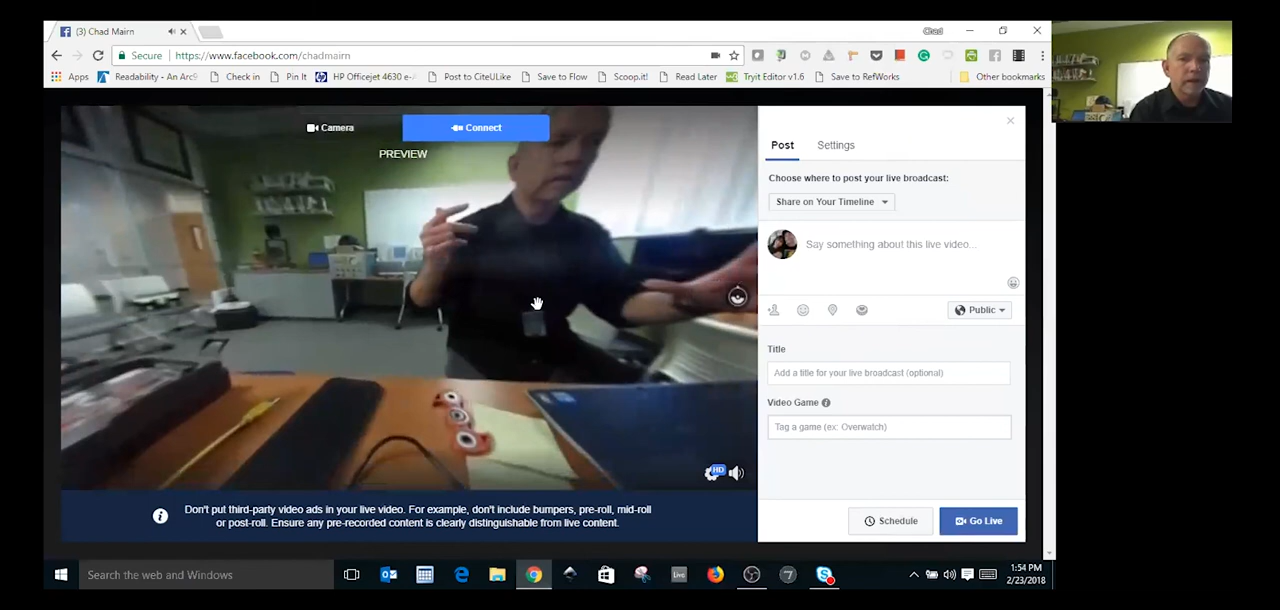 (3) Chad Mairn
Chad
Secure https://www.facebook.com/chadmairn
Apps Readability - An Arc9 Check in Pin It HP Officejet 4630 e-A Post to CiteULike Save to Flow Scoop.it! Read Later Tryit Editor v1.6 Save to RefWorks Other bookmarks
Camera Connect
PREVIEW
HD
Don't put third-party video ads in your live video. For example, don't include bumpers, pre-roll, mid-roll
or post-roll. Ensure any pre-recorded content is clearly distinguishable from live content.
Post Settings
Choose where to post your live broadcast:
Share on Your Timeline
Say something about this live video...
Public
Title
Add a title for your live broadcast (optional)
Video Game
Tag a game (ex: Overwatch)
Schedule Go Live
Search the web and Windows
Live
7
1:54 PM
2/23/2018